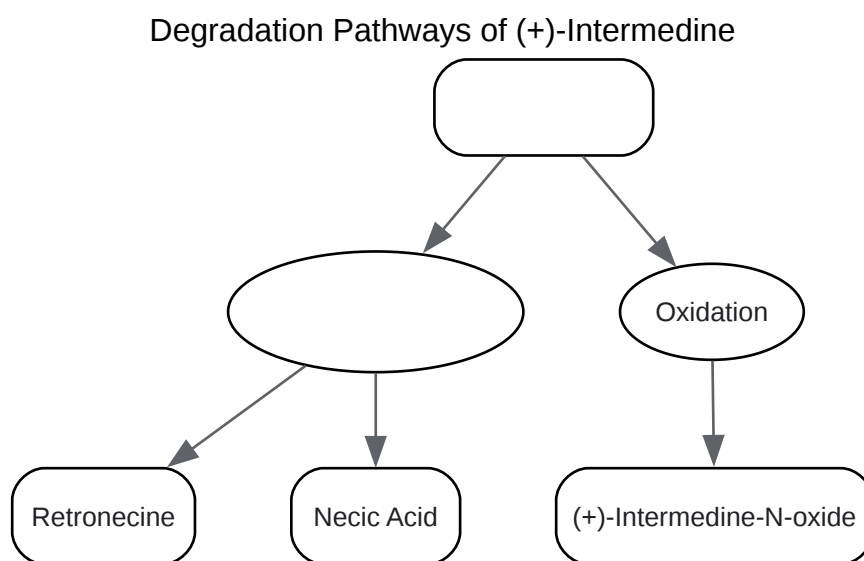 Degradation Pathways of (+)-Intermedine
Oxidation
Retronecine
Necic Acid
(+)-Intermedine-N-oxide